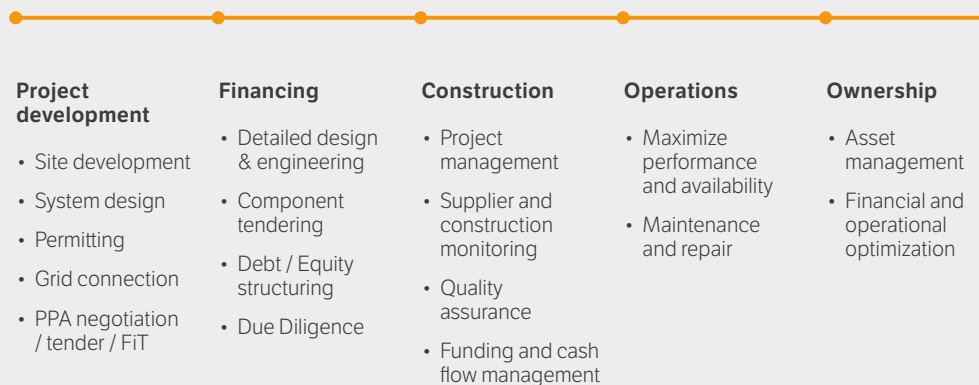 Project
development
• Site development
• System design
• Permitting
• Grid connection
• PPA negotiation
/ tender / FiT
Financing
• Detailed design
& engineering
• Component
tendering
• Debt / Equity
structuring
• Due Diligence
Construction
• Project
management
• Supplier and
construction
monitoring
• Quality
assurance
• Funding and cash
flow management
Operations
• Maximize
performance
and availability
• Maintenance
and repair
Ownership
• Asset
management
• Financial and
operational
optimization